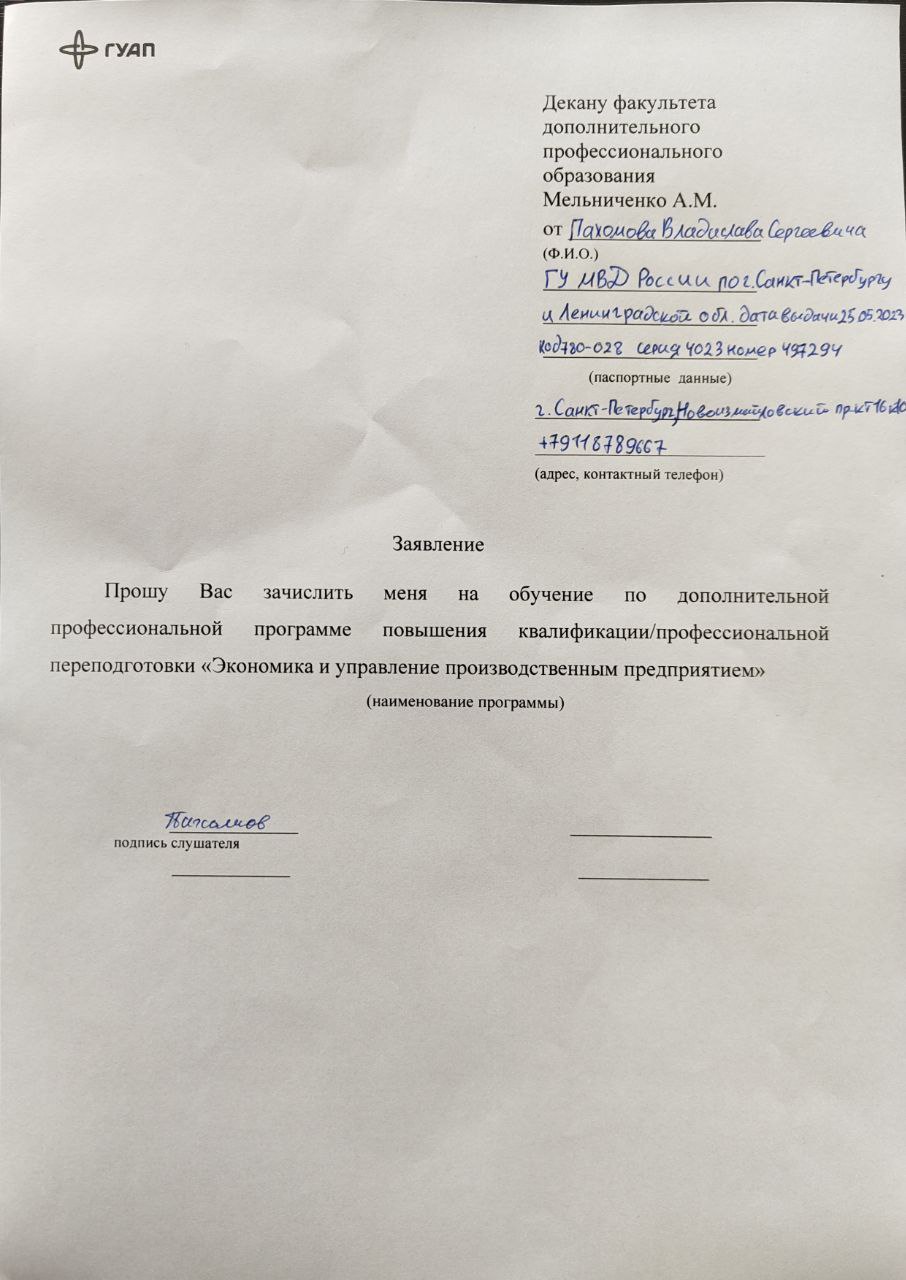 ГУАП
Декану факультета
дополнительного
профессионального
образования
Мельниченко А.М.
от Пахомова Владислава Сергеевича
(Ф.И.О.)
ГУ МВД России по г.Санкт-Петербургу
и Ленинградской обл. дата выдачи 25.05.2023
код 780-028 серия 4023 номер 497294
(паспортные данные)
г. Санкт-Петербург, Новоизмайловский пр-кт 16
+79118789667
(адрес, контактный телефон)
Заявление
Прошу Вас зачислить меня на обучение по дополнительной
профессиональной программе повышения квалификации/профессиональной
переподготовки «Экономика и управление производственным предприятием»
(наименование программы)
Пахомов
подпись слушателя